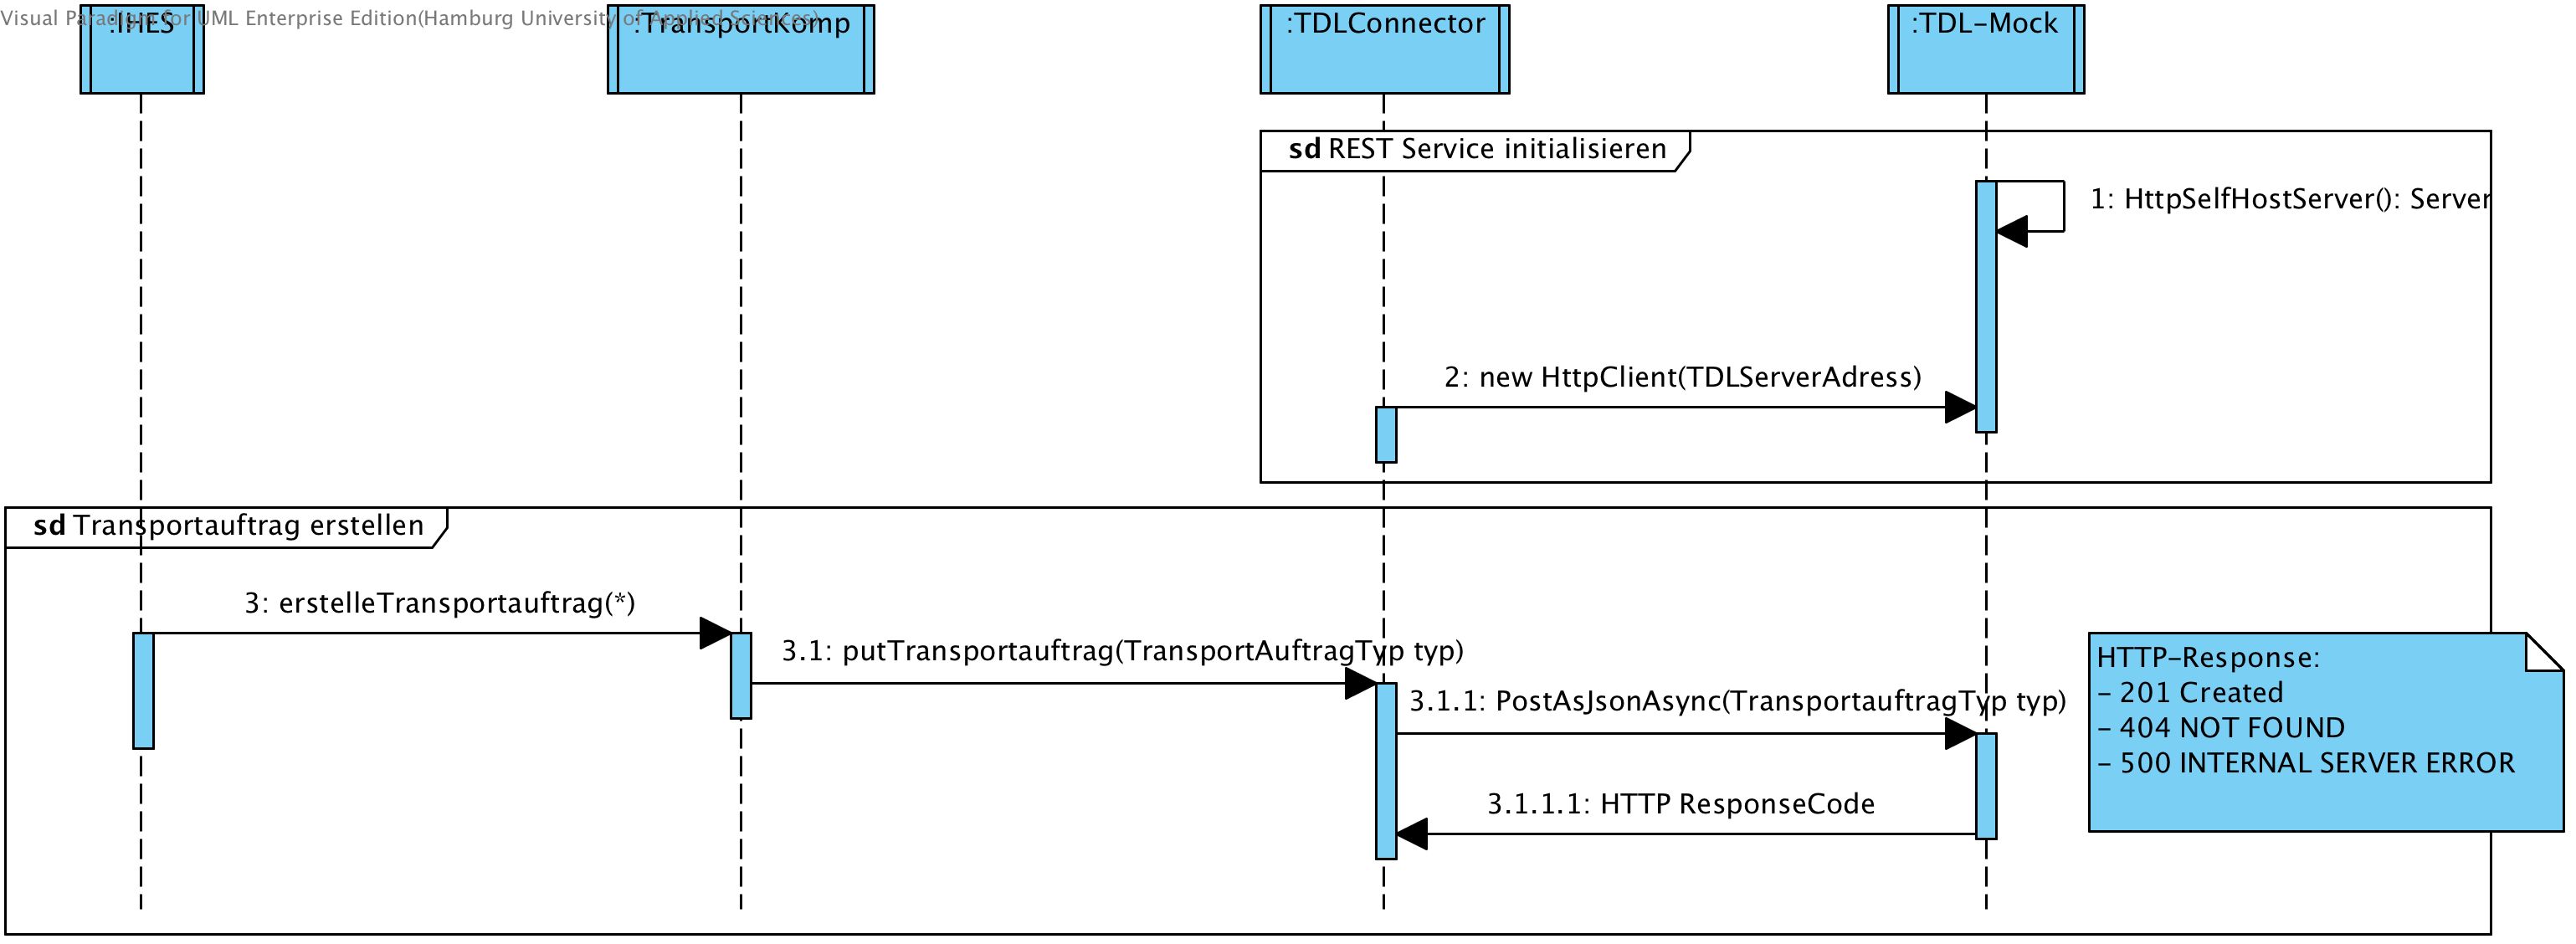 Visual Paradigm for UML Enterprise Edition(Hamburg University of Applied Sciences)
:IHES
:TransportKomp
:TDLConnector
:TDL-Mock
sd REST Service initialisieren
1: HttpSelfHostServer(): Server
2: new HttpClient(TDLServerAdress)
sd Transportauftrag erstellen
3: erstelleTransportauftrag(*)
3.1: putTransportauftrag(TransportAuftragTyp typ)
3.1.1: PostAsJsonAsync(TransportauftragTyp typ)
3.1.1.1: HTTP ResponseCode
HTTP-Response:
- 201 Created
- 404 NOT FOUND
- 500 INTERNAL SERVER ERROR